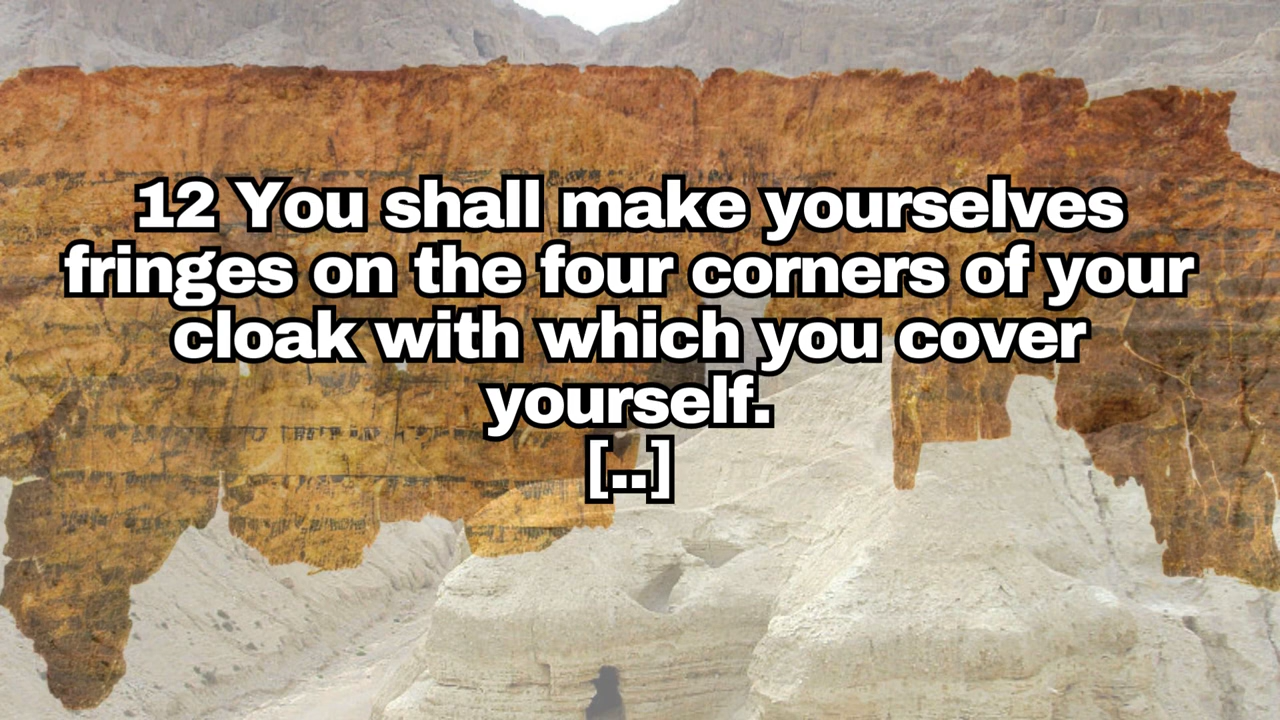 12 You shall make yourselves
fringes on the four corners of your
cloak with which you cover
yourself.
[..]